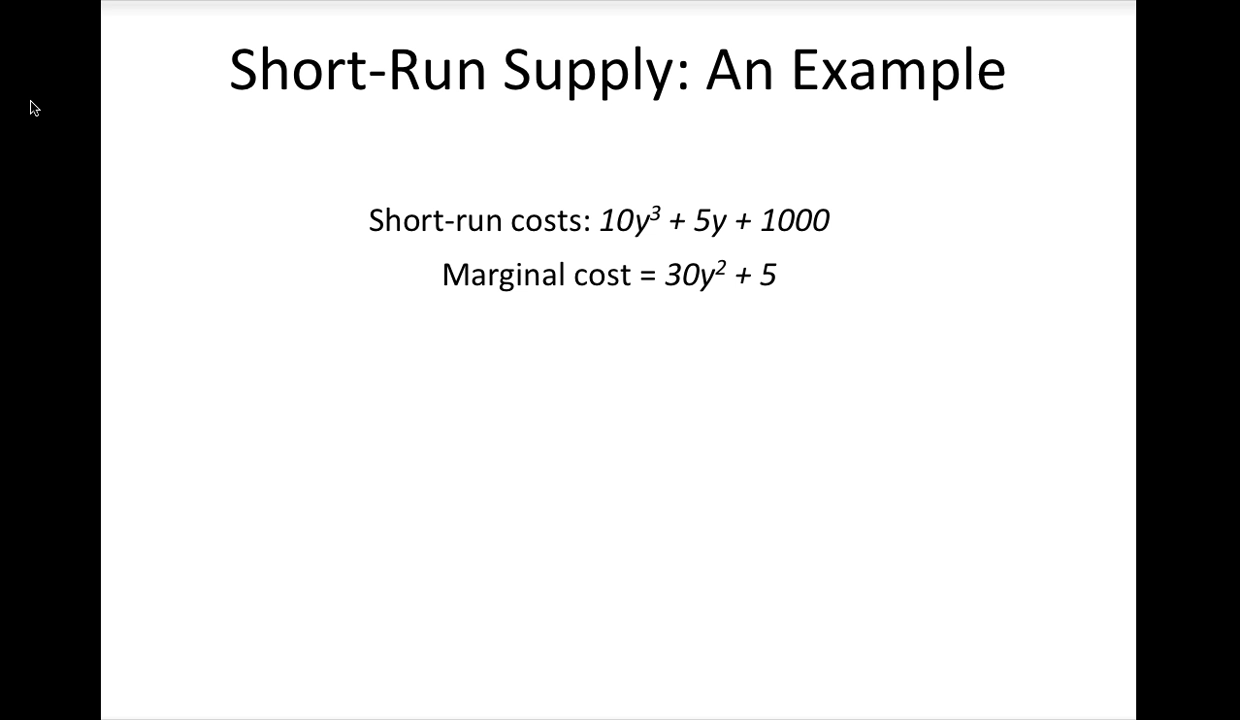 Short-Run Supply: An Example
Short-run costs: 10y³ + 5y + 1000
Marginal cost = 30y² + 5